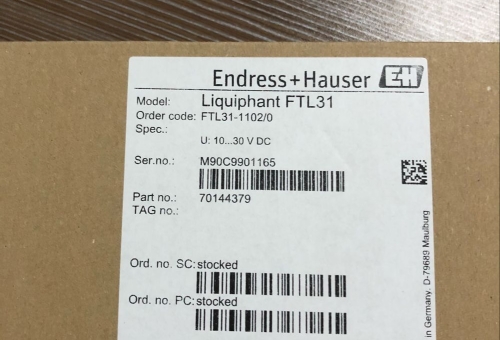 Endress+Hauser EH
Model: Liquiphant FTL31
Order code: FTL31-1102/0
Spec.:
U: 10...30 V DC
Ser.no.: M90C9901165
Part no.: 70144379
TAG no.:
Ord. no. SC: stocked
Ord. no. PC: stocked
in Germany. D-79689 Maulburg